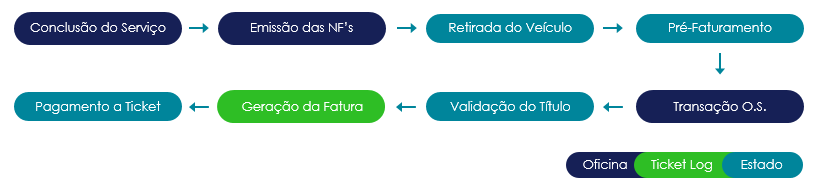 Conclusão do Serviço
Emissão das NF's
Retirada do Veículo
Pré-Faturamento
Transação O.S.
Validação do Título
Geração da Fatura
Pagamento a Ticket
Oficina
Ticket Log
Estado